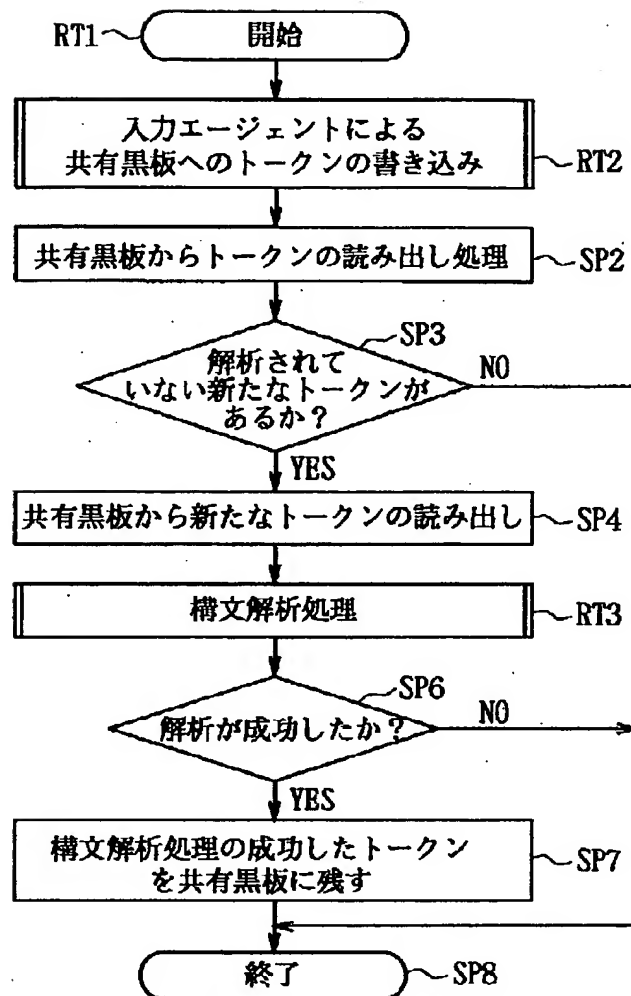 RT1
開始
入力エージェントによる
共有黒板へのトークンの書き込み
RT2
共有黒板からトークンの読み出し処理
SP2
SP3
解析されて
いない新たなトークンが
あるか?
NO
YES
共有黒板から新たなトークンの読み出し
SP4
構文解析処理
RT3
SP6
解析が成功したか?
NO
YES
構文解析処理の成功したトークン
を共有黒板に残す
SP7
終了
SP8